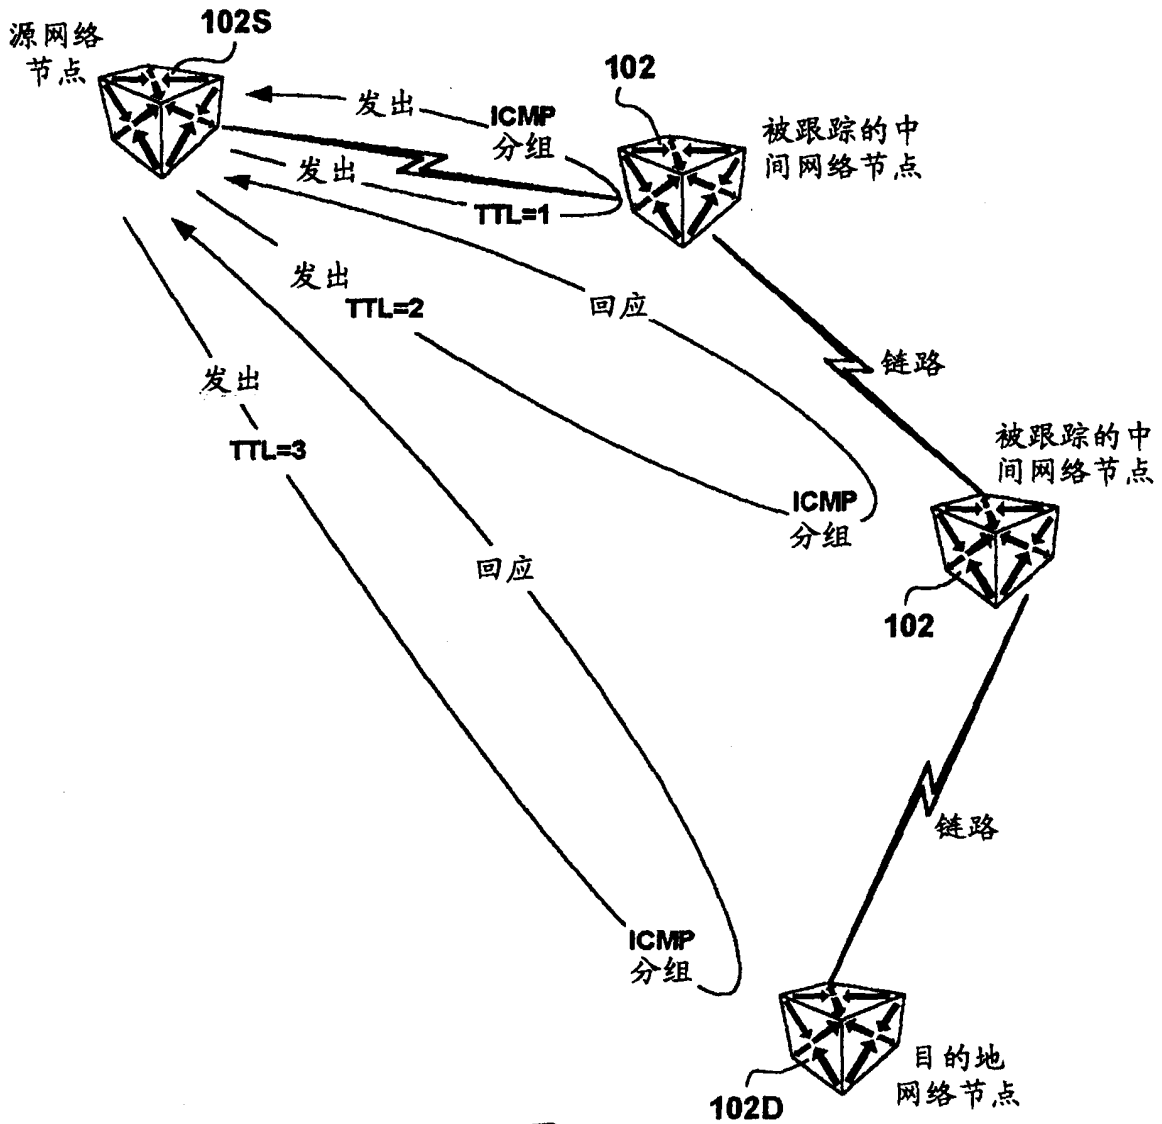 源网络
节点
102S
102
被跟踪的中
间网络节点
发出
ICMP
分组
发出
TTL=1
发出
TTL=2
回应
链路
发出
TTL=3
被跟踪的中
间网络节点
ICMP
分组
回应
102
链路
ICMP
分组
目的地
网络节点
102D